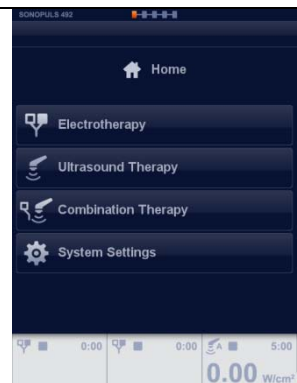 SONOPULS 492
Home
Electrotherapy
Ultrasound Therapy
Combination Therapy
System Settings
0:00 0:00 A 5:00
0.00 W/cm²